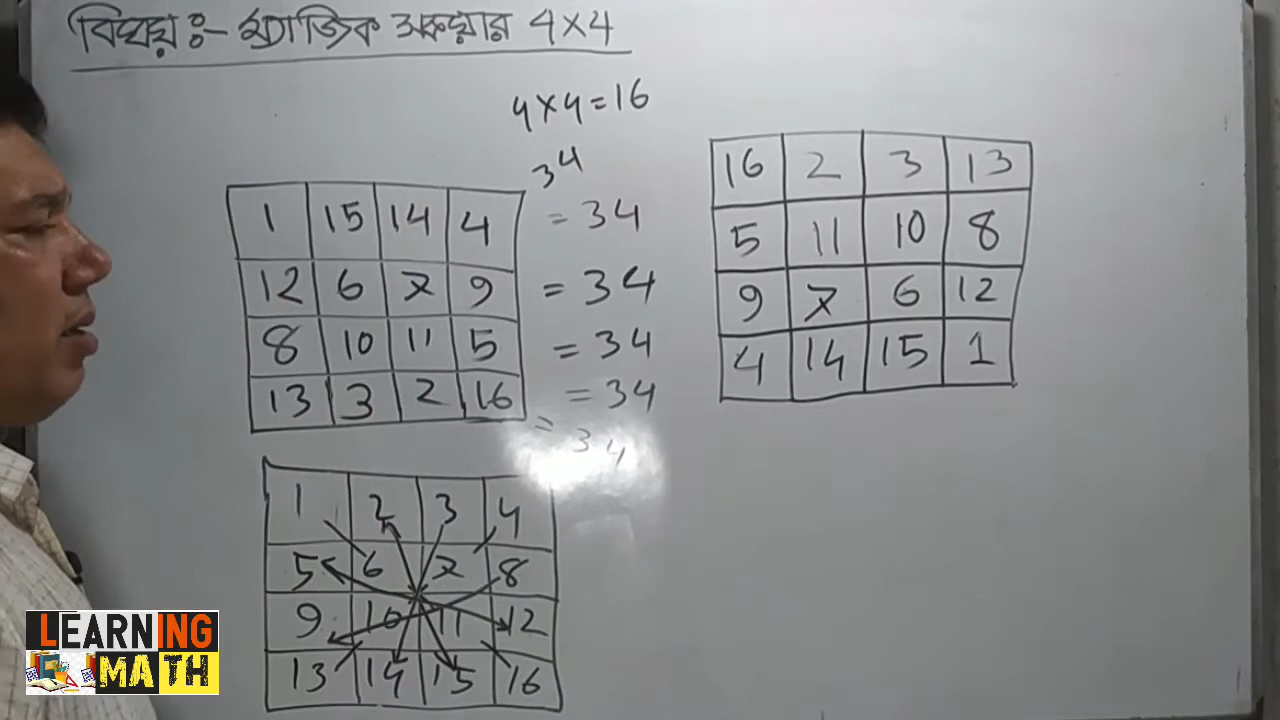 বিষয়ঃ- ম্যাজিক স্কয়ার 4×4
4×4=16
34
1 15 14 4 = 34
12 6 7 9 = 34
8 10 11 5 = 34
13 3 2 16 = 34
= 34
16 2 3 13
5 11 10 8
9 7 6 12
4 14 15 1
1 2 3 4
5 6 7 8
9 10 11 12
13 14 15 16
LEARNING
MATH